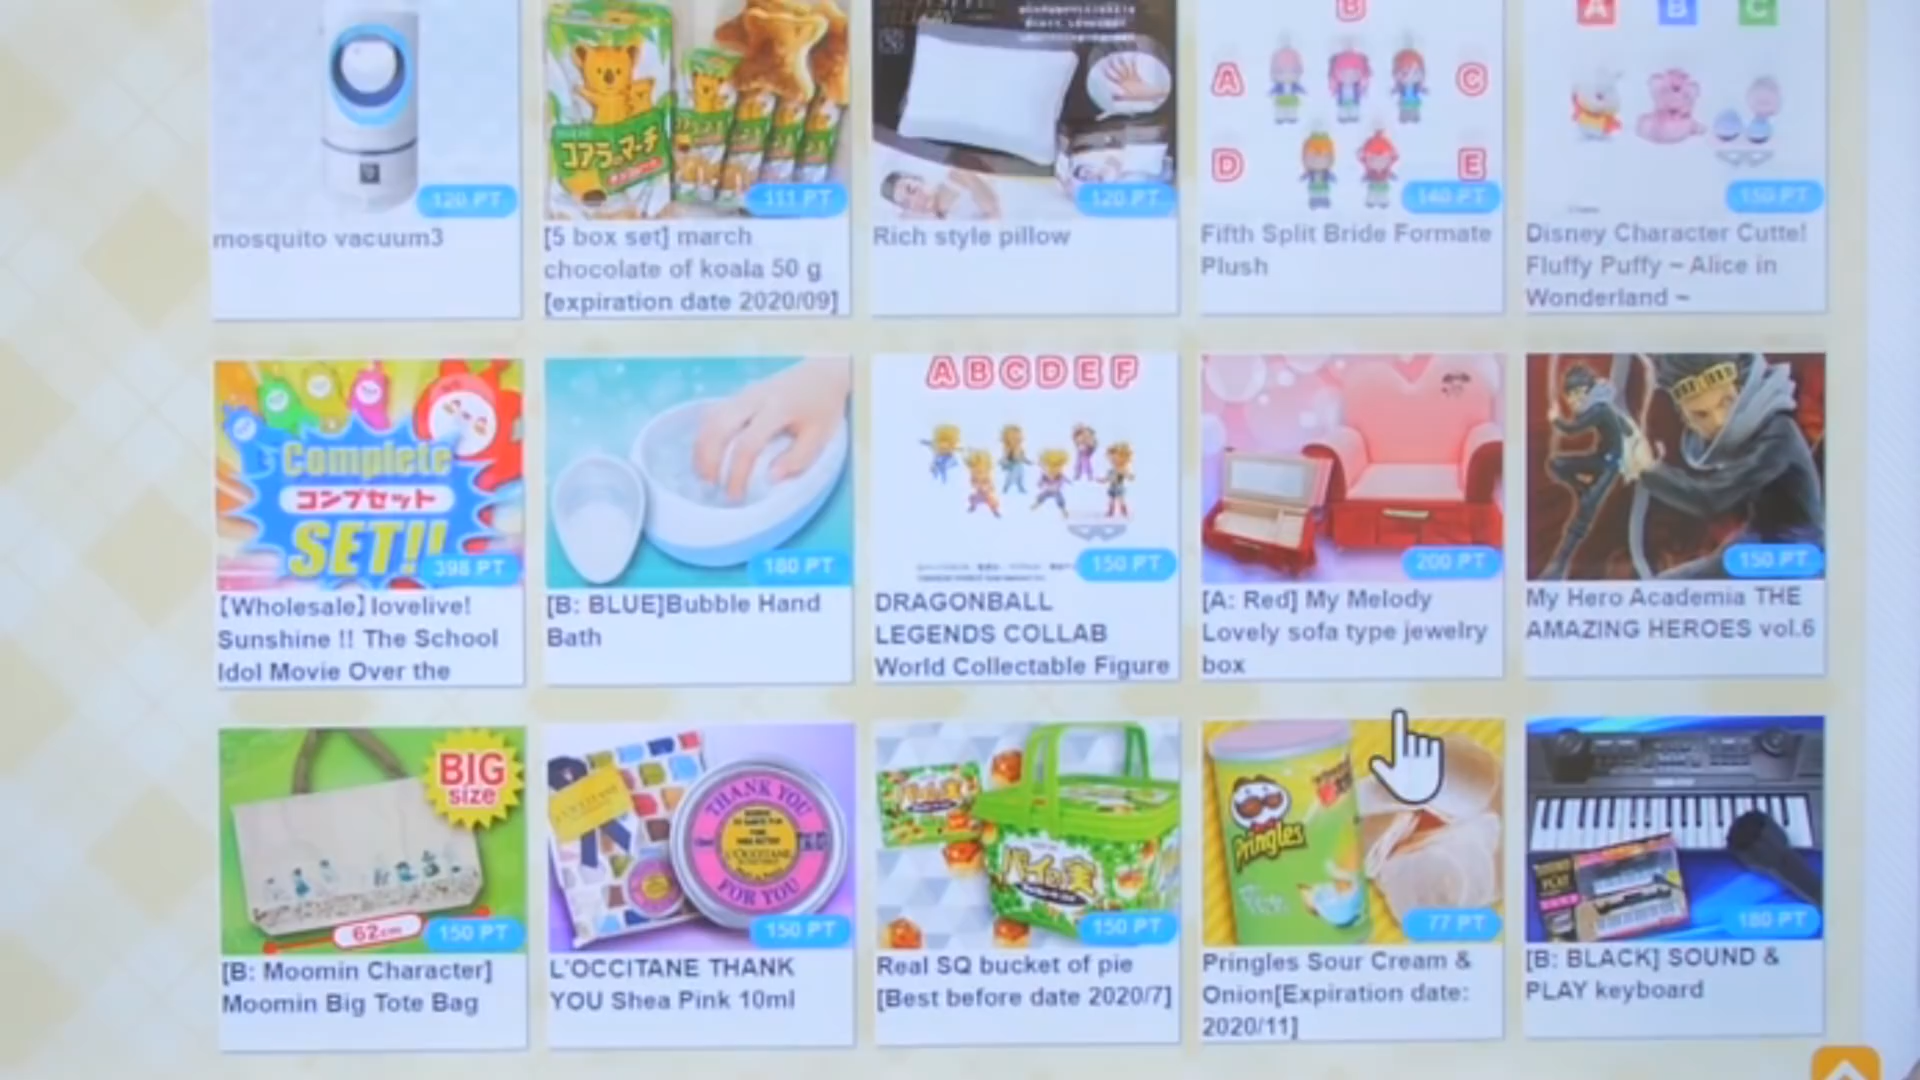 B
A B C
A
C
D
E
コアラのマーチ
120 PT
111 PT
120 PT
140 PT
150 PT
mosquito vacuum3
[5 box set] march
chocolate of koala 50 g
[expiration date 2020/09]
Rich style pillow
Fifth Split Bride Formate
Plush
Disney Character Cutte!
Fluffy Puffy ~ Alice in
Wonderland ~
Complete
コンプセット
SET!!
398 PT
180 PT
ABCDEF
150 PT
200 PT
150 PT
【Wholesale】lovelive!
Sunshine !! The School
Idol Movie Over the
[B: BLUE]Bubble Hand
Bath
DRAGONBALL
LEGENDS COLLAB
World Collectable Figure
[A: Red] My Melody
Lovely sofa type jewelry
box
My Hero Academia THE
AMAZING HEROES vol.6
BIG
size
62cm
150 PT
THANK YOU
L'OCCITANE
FOR YOU
150 PT
パイの実
150 PT
Pringles
77 PT
180 PT
[B: Moomin Character]
Moomin Big Tote Bag
L'OCCITANE THANK
YOU Shea Pink 10ml
Real SQ bucket of pie
[Best before date 2020/7]
Pringles Sour Cream &
Onion[Expiration date:
2020/11]
[B: BLACK] SOUND &
PLAY keyboard